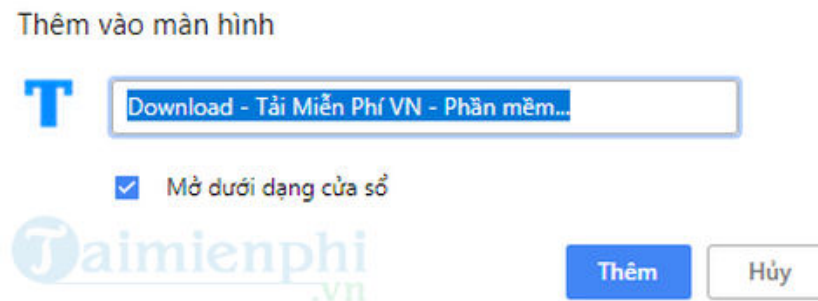 Thêm vào màn hình
T
Download - Tải Miễn Phí VN - Phần mềm...
Mở dưới dạng cửa sổ
Taimienphi
.vn
Thêm
Hủy